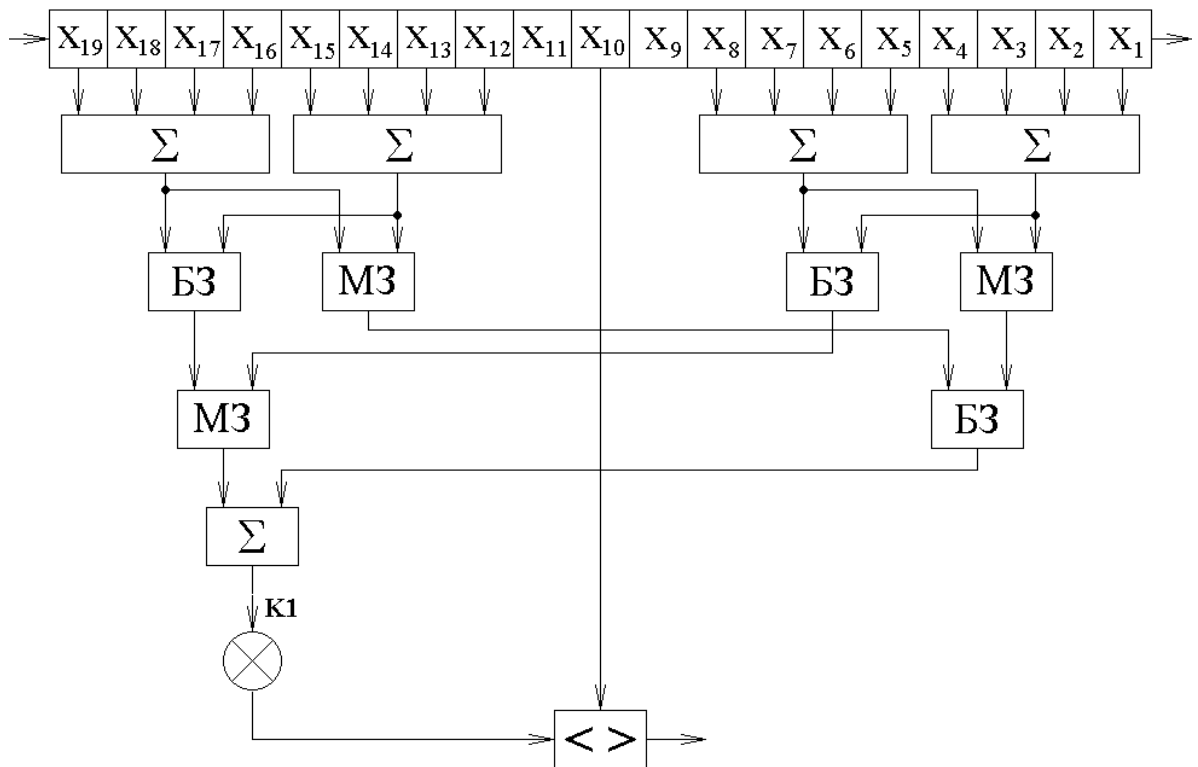 X19 X18 X17 X16 X15 X14 X13 X12 X11 X10 X9 X8 X7 X6 X5 X4 X3 X2 X1
Σ Σ Σ Σ
БЗ МЗ БЗ МЗ
МЗ БЗ
Σ
К1
< >